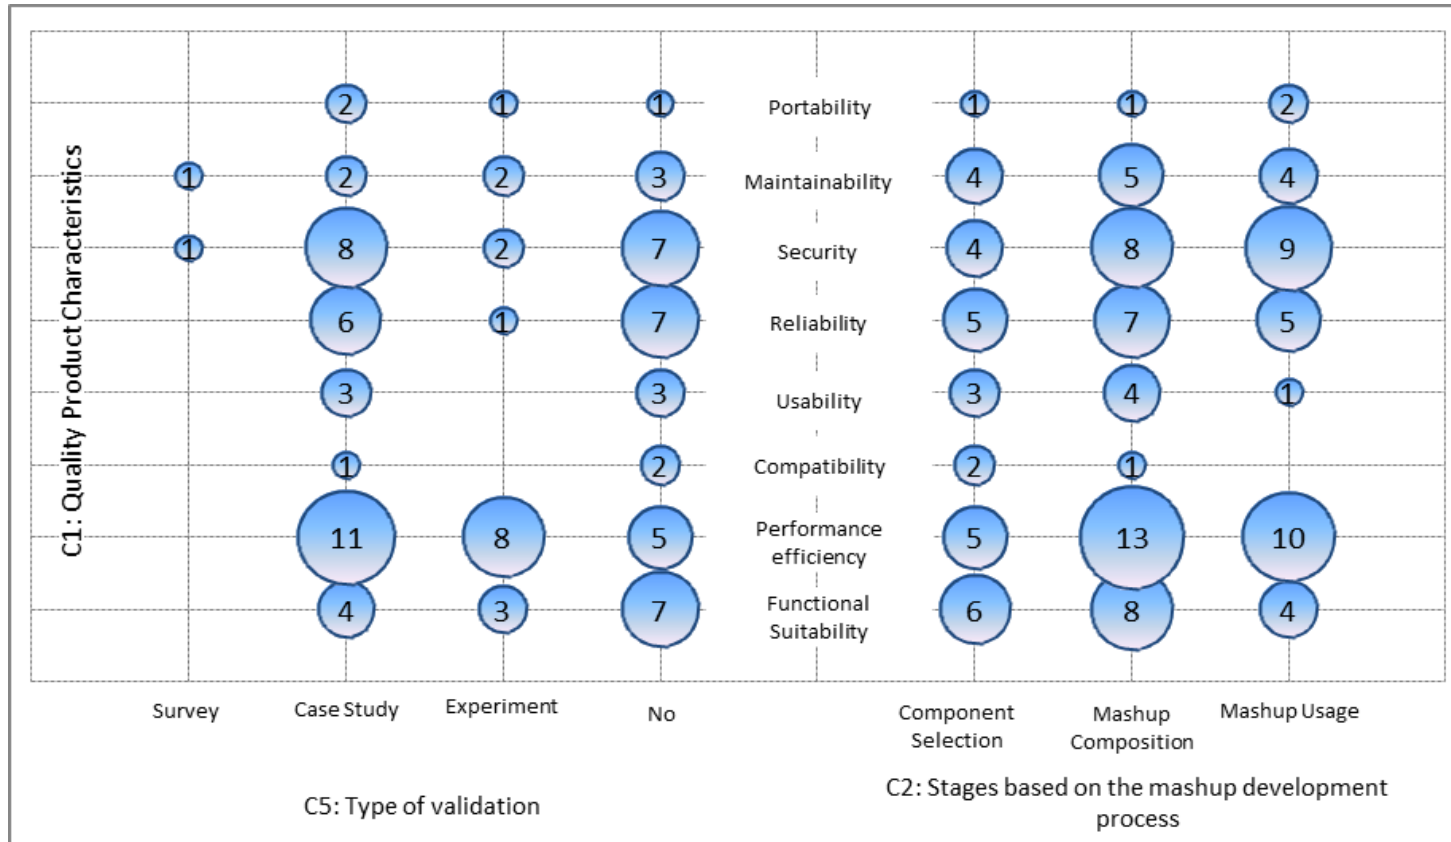 C1: Quality Product Characteristics
2 1 1 Portability 1 1 2
1 2 2 3 Maintainability 4 5 4
1 8 2 7 Security 4 8 9
6 1 7 Reliability 5 7 5
3 3 Usability 3 4 1
1 2 Compatibility 2 1
11 8 5 Performance 5 13 10
efficiency
4 3 7 Functional 6 8 4
Suitability
Survey Case Study Experiment No Component Mashup Mashup Usage
Selection Composition
C5: Type of validation
C2: Stages based on the mashup development
process